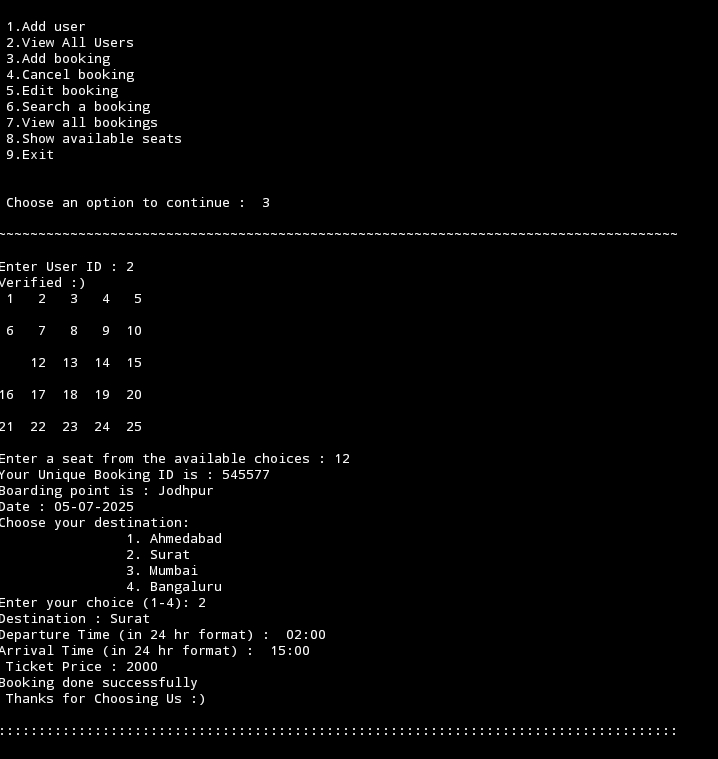 1.Add user
2.View All Users
3.Add booking
4.Cancel booking
5.Edit booking
6.Search a booking
7.View all bookings
8.Show available seats
9.Exit
Choose an option to continue :  3
~~~~~~~~~~~~~~~~~~~~~~~~~~~~~~~~~~~~~~~~~~~~~~~~~~~~~~~~~~~~~~~~~~~~~~~~~~~~~~~~~~~~~
Enter User ID : 2
Verified :)
1   2   3   4   5
6   7   8   9  10
12  13  14  15
16  17  18  19  20
21  22  23  24  25
Enter a seat from the available choices : 12
Your Unique Booking ID is : 545577
Boarding point is : Jodhpur
Date : 05-07-2025
Choose your destination:
1. Ahmedabad
2. Surat
3. Mumbai
4. Bangaluru
Enter your choice (1-4): 2
Destination : Surat
Departure Time (in 24 hr format) :  02:00
Arrival Time (in 24 hr format) :  15:00
Ticket Price : 2000
Booking done successfully
Thanks for Choosing Us :)
:::::::::::::::::::::::::::::::::::::::::::::::::::::::::::::::::::::::::::::::::::::